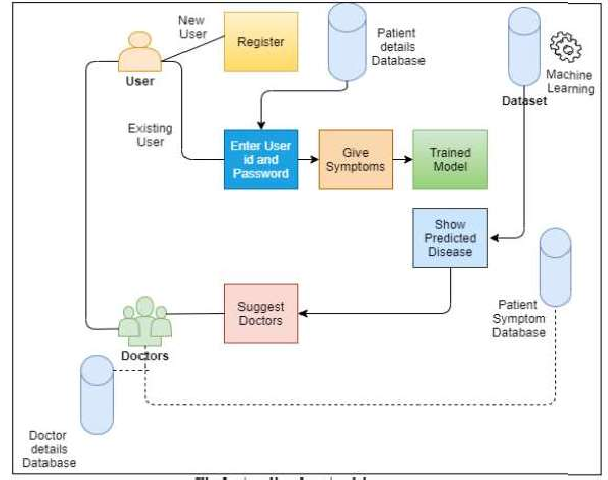 New
User
Register
Patient
details
Database
Machine
Learning
User
Dataset
Existing
User
Enter User
id and
Password
Give
Symptoms
Trained
Model
Show
Predicted
Disease
Suggest
Doctors
Patient
Symptom
Database
Doctors
Doctor
details
Database